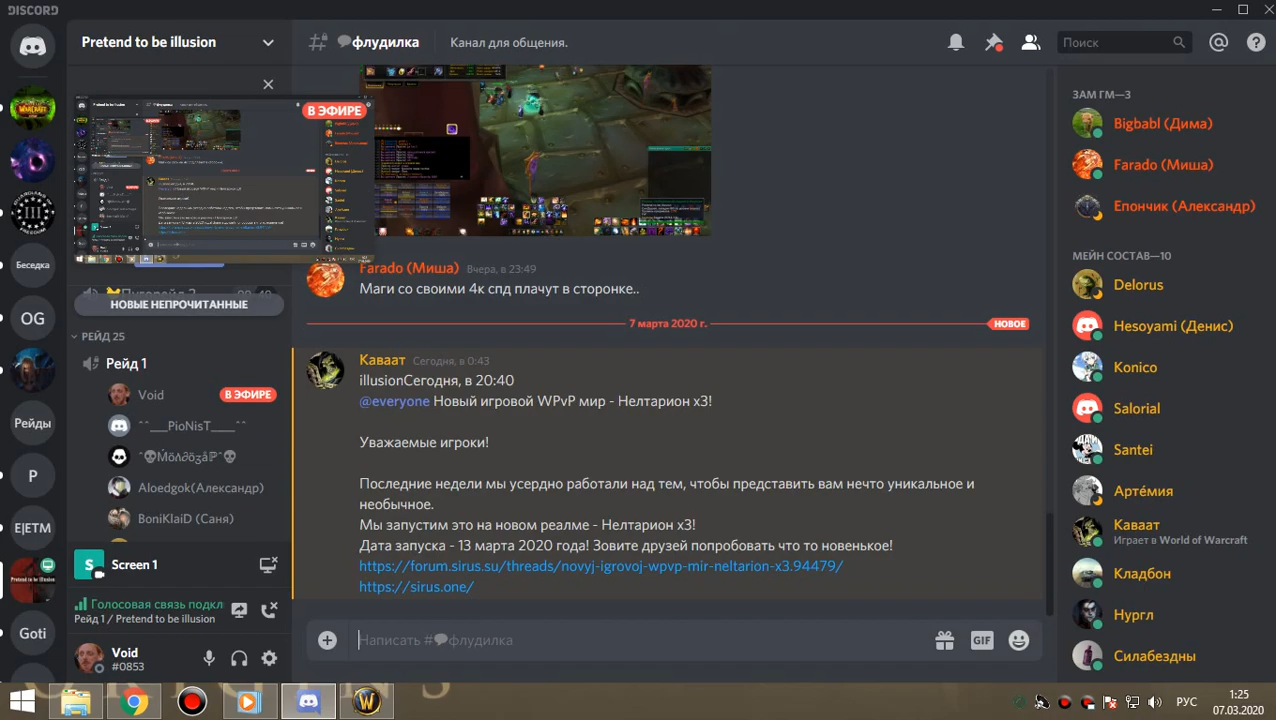 DISCORD
Pretend to be illusion
флудилка
Канал для общения.
Поиск
В ЭФИРЕ
НОВЫЕ НЕПРОЧИТАННЫЕ
РЕЙД 25
Рейд 1
Void
В ЭФИРЕ
^^___PioNisT____^^
Aloedgok(Александр)
BoniKlaiD (Саня)
Screen 1
Голосовая связь подкл
Рейд 1 / Pretend to be illusion
Void
#0853
Беседка
OG
Рейды
P
E|ETM
Goti
Farado (Миша) Вчера, в 23:49
Маги со своими 4к спд плачут в сторонке..
7 марта 2020 г.
НОВОЕ
Каваат Сегодня, в 0:43
illusionСегодня, в 20:40
@everyone Новый игровой WPvP мир - Нелтарион x3!
Уважаемые игроки!
Последние недели мы усердно работали над тем, чтобы представить вам нечто уникальное и
необычное.
Мы запустим это на новом реалме - Нелтарион x3!
Дата запуска - 13 марта 2020 года! Зовите друзей попробовать что то новенькое!
https://forum.sirus.su/threads/novyj-igrovoj-wpvp-mir-neltarion-x3.94479/
https://sirus.one/
Написать #флудилка
GIF
ЗАМ ГМ—3
Bigbabl (Дима)
Farado (Миша)
Епончик (Александр)
МЕЙН СОСТАВ—10
Delorus
Hesoyami (Денис)
Konico
Salorial
Santei
Артéмия
Каваат
Играет в World of Warcraft
Кладбон
Нургл
Силабездны
РУС
1:25
07.03.2020